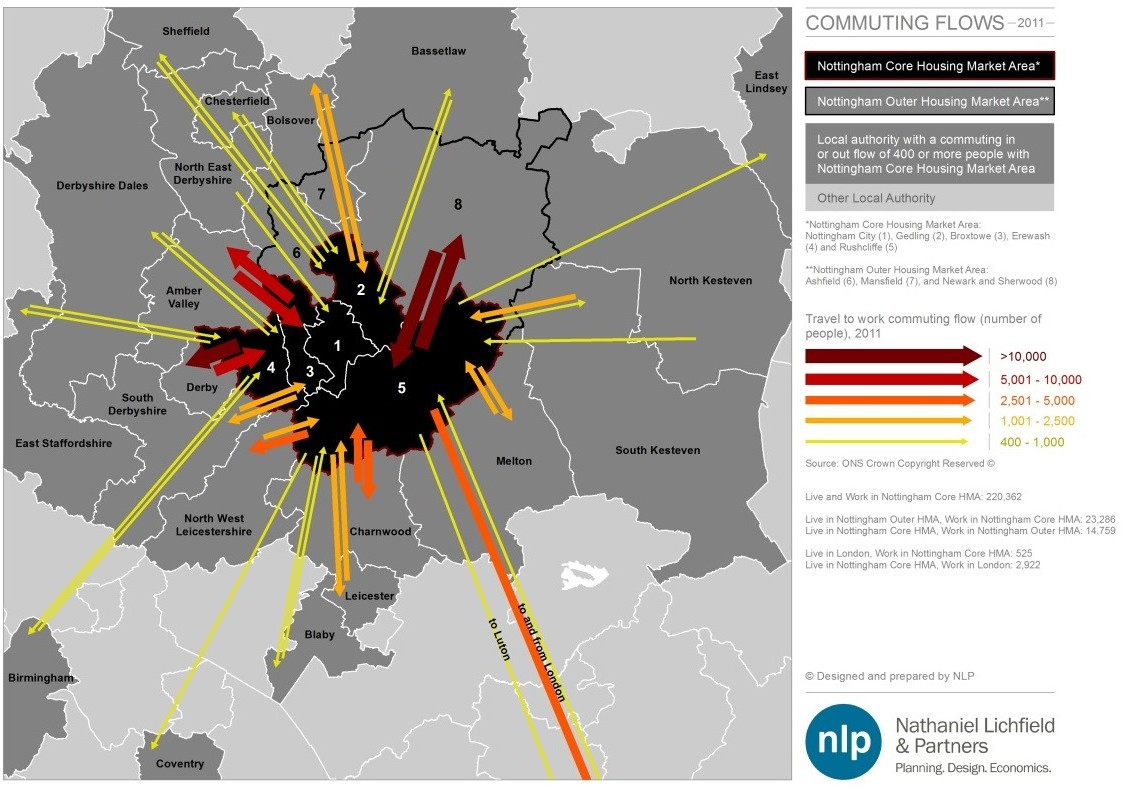 Sheffield
Bassetlaw
East
Lindsey
Chesterfield
Bolsover
North East
Derbyshire
Derbyshire Dales
7
8
6
2
North Kesteven
Amber
Valley
1
4
3
5
Derby
South
Derbyshire
East Staffordshire
South Kesteven
Melton
North West
Leicestershire
Charnwood
Leicester
Blaby
to Luton
to and from London
Birmingham
Coventry
COMMUTING FLOWS – 2011 –
Nottingham Core Housing Market Area*
Nottingham Outer Housing Market Area**
Local authority with a commuting in
or out flow of 400 or more people with
Nottingham Core Housing Market Area
Other Local Authority
*Nottingham Core Housing Market Area:
Nottingham City (1), Gedling (2), Broxtowe (3), Erewash
(4) and Rushcliffe (5)
**Nottingham Outer Housing Market Area:
Ashfield (6), Mansfield (7), and Newark and Sherwood (8)
Travel to work commuting flow (number of
people), 2011
>10,000
5,001 - 10,000
2,501 - 5,000
1,001 - 2,500
400 - 1,000
Source: ONS Crown Copyright Reserved ©
Live and Work in Nottingham Core HMA: 220,362
Live in Nottingham Outer HMA, Work in Nottingham Core HMA: 23,286
Live in Nottingham Core HMA, Work in Nottingham Outer HMA: 14,759
Live in London, Work in Nottingham Core HMA: 525
Live in Nottingham Core HMA, Work in London: 2,922
© Designed and prepared by NLP
nlp
Nathaniel Lichfield
& Partners
Planning. Design. Economics.